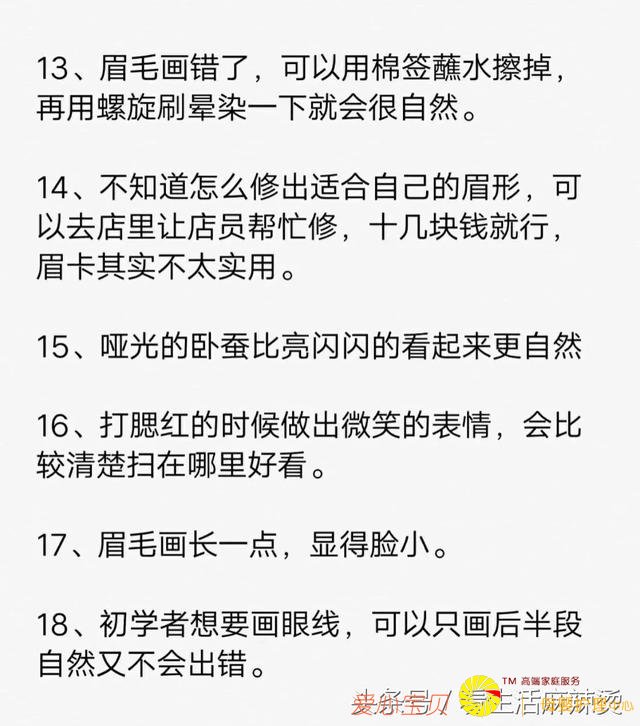 13、眉毛画错了，可以用棉签蘸水擦掉，
再用螺旋刷晕染一下就会很自然。
14、不知道怎么修出适合自己的眉形，可
以去店里让店员帮忙修，十几块钱就行，
眉卡其实不太实用。
15、哑光的卧蚕比亮闪闪的看起来更自然
16、打腮红的时候做出微笑的表情，会比
较清楚扫在哪里好看。
17、眉毛画长一点，显得脸小。
18、初学者想要画眼线，可以只画后半段
自然又不会出错。
TM 高端家庭服务
生活麻辣烫